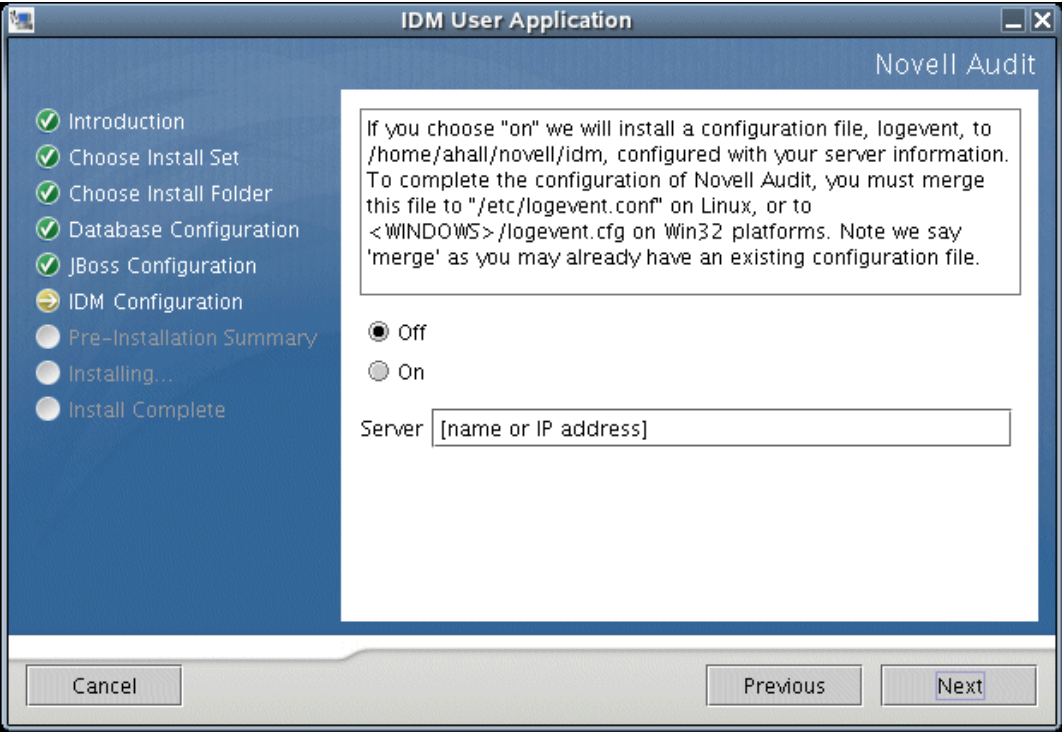 IDM User Application
Novell Audit
Introduction
Choose Install Set
Choose Install Folder
Database Configuration
JBoss Configuration
IDM Configuration
Pre-Installation Summary
Installing...
Install Complete
If you choose "on" we will install a configuration file, logevent, to
/home/ahall/novell/idm, configured with your server information.
To complete the configuration of Novell Audit, you must merge
this file to "/etc/logevent.conf" on Linux, or to
<WINDOWS>/logevent.cfg on Win32 platforms. Note we say
'merge' as you may already have an existing configuration file.
Off
On
Server [name or IP address]
Cancel Previous Next